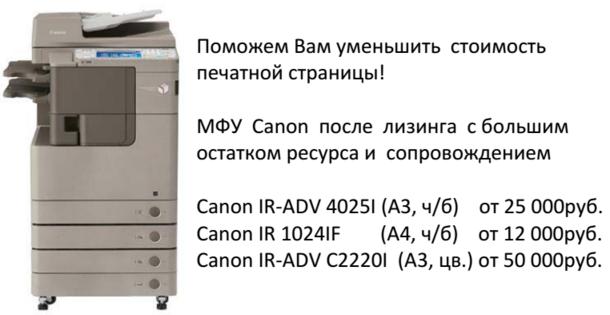 Поможем Вам уменьшить стоимость
печатной страницы!
МФУ Canon после лизинга с большим
остатком ресурса и сопровождением
Canon IR-ADV 4025I (А3, ч/б) от 25 000руб.
Canon IR 1024IF (А4, ч/б) от 12 000руб.
Canon IR-ADV C2220I (А3, цв.) от 50 000руб.